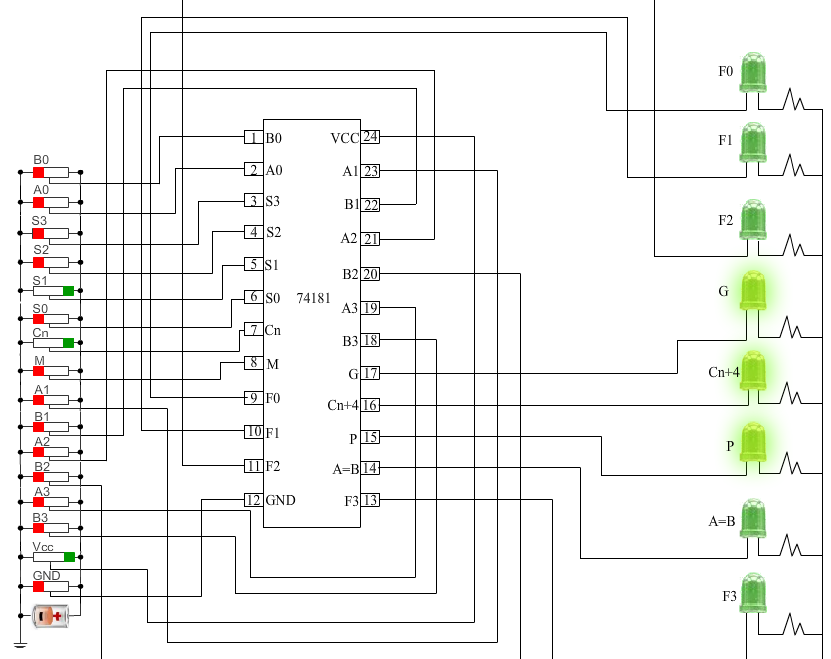 B0
A0
S3
S2
S1
S0
Cn
M
A1
B1
A2
B2
A3
B3
Vcc
GND
1 B0
2 A0
3 S3
4 S2
5 S1
6 S0
7 Cn
8 M
9 F0
10 F1
11 F2
12 GND
74181
VCC 24
A1 23
B1 22
A2 21
B2 20
A3 19
B3 18
G 17
Cn+4 16
P 15
A=B 14
F3 13
F0
F1
F2
G
Cn+4
P
A=B
F3